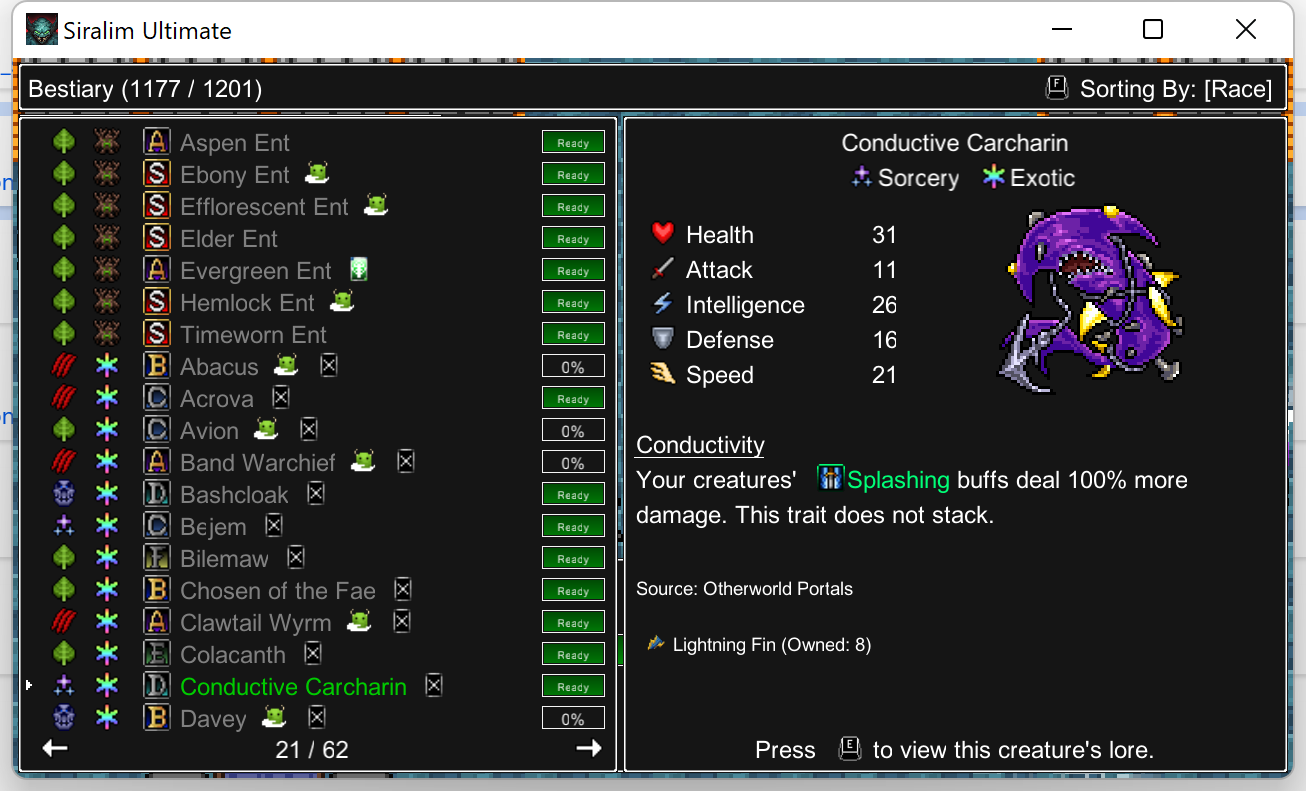 Siralim Ultimate
Bestiary (1177 / 1201)
F Sorting By: [Race]
A Aspen Ent Ready
S Ebony Ent Ready
S Efflorescent Ent Ready
S Elder Ent Ready
A Evergreen Ent Ready
S Hemlock Ent Ready
S Timeworn Ent Ready
B Abacus 0%
C Acrova Ready
C Avion 0%
A Band Warchief 0%
D Bashcloak Ready
C Bejem Ready
F Bilemaw Ready
B Chosen of the Fae Ready
A Clawtail Wyrm Ready
E Colacanth Ready
D Conductive Carcharin Ready
B Davey 0%
21 / 62
Conductive Carcharin
Sorcery Exotic
Health 31
Attack 11
Intelligence 26
Defense 16
Speed 21
Conductivity
Your creatures' Splashing buffs deal 100% more
damage. This trait does not stack.
Source: Otherworld Portals
Lightning Fin (Owned: 8)
Press E to view this creature's lore.